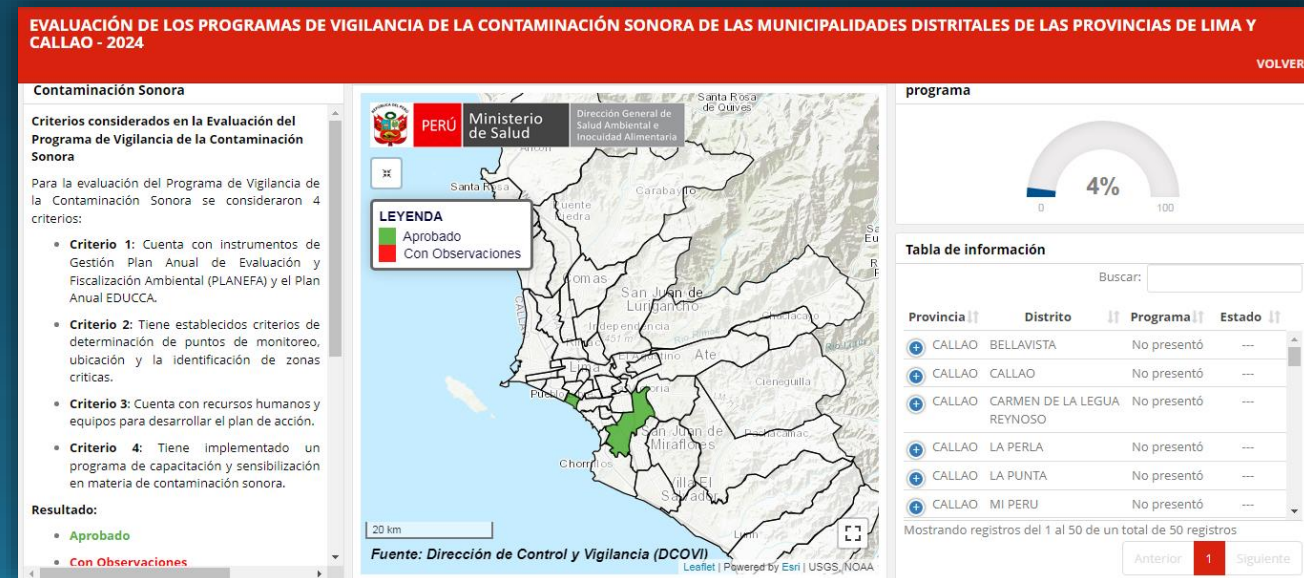 EVALUACIÓN DE LOS PROGRAMAS DE VIGILANCIA DE LA CONTAMINACIÓN SONORA DE LAS MUNICIPALIDADES DISTRITALES DE LAS PROVINCIAS DE LIMA Y
CALLAO - 2024
VOLVER
Contaminación Sonora
Criterios considerados en la Evaluación del
Programa de Vigilancia de la Contaminación
Sonora
Para la evaluación del Programa de Vigilancia de
la Contaminación Sonora se consideraron 4
criterios:
Criterio 1: Cuenta con instrumentos de
Gestión Plan Anual de Evaluación y
Fiscalización Ambiental (PLANEFA) y el Plan
Anual EDUCCA.
Criterio 2: Tiene establecidos criterios de
determinación de puntos de monitoreo,
ubicación y la identificación de zonas
criticas.
Criterio 3: Cuenta con recursos humanos y
equipos para desarrollar el plan de acción.
Criterio 4: Tiene implementado un
programa de capacitación y sensibilización
en materia de contaminación sonora.
Resultado:
Aprobado
Con Observaciones
PERÚ
Ministerio
de Salud
Dirección General de
Salud Ambiental e
Inocuidad Alimentaria
Santa Rosa
de Quives
Santa Rosa
Carabayllo
Puente
Piedra
LEYENDA
Aprobado
Con Observaciones
Comas
San Juan de
Lurigancho
CALLAO
Independencia
Chaclacayo
El Agustino
Ate
Lima
Cieneguilla
San Juan de
Miraflores
Pachacamac
Chorrillos
Villa El
Salvador
Lurin
20 km
Fuente: Dirección de Control y Vigilancia (DCOVI)
Leaflet | Powered by Esri | USGS, NOAA
programa
4%
0
100
Tabla de información
Buscar:
Provincia Distrito Programa Estado
CALLAO BELLAVISTA No presentó ---
CALLAO CALLAO No presentó ---
CALLAO CARMEN DE LA LEGUA No presentó ---
REYNOSO
CALLAO LA PERLA No presentó ---
CALLAO LA PUNTA No presentó ---
CALLAO MI PERU No presentó ---
Mostrando registros del 1 al 50 de un total de 50 registros
Anterior 1 Siguiente